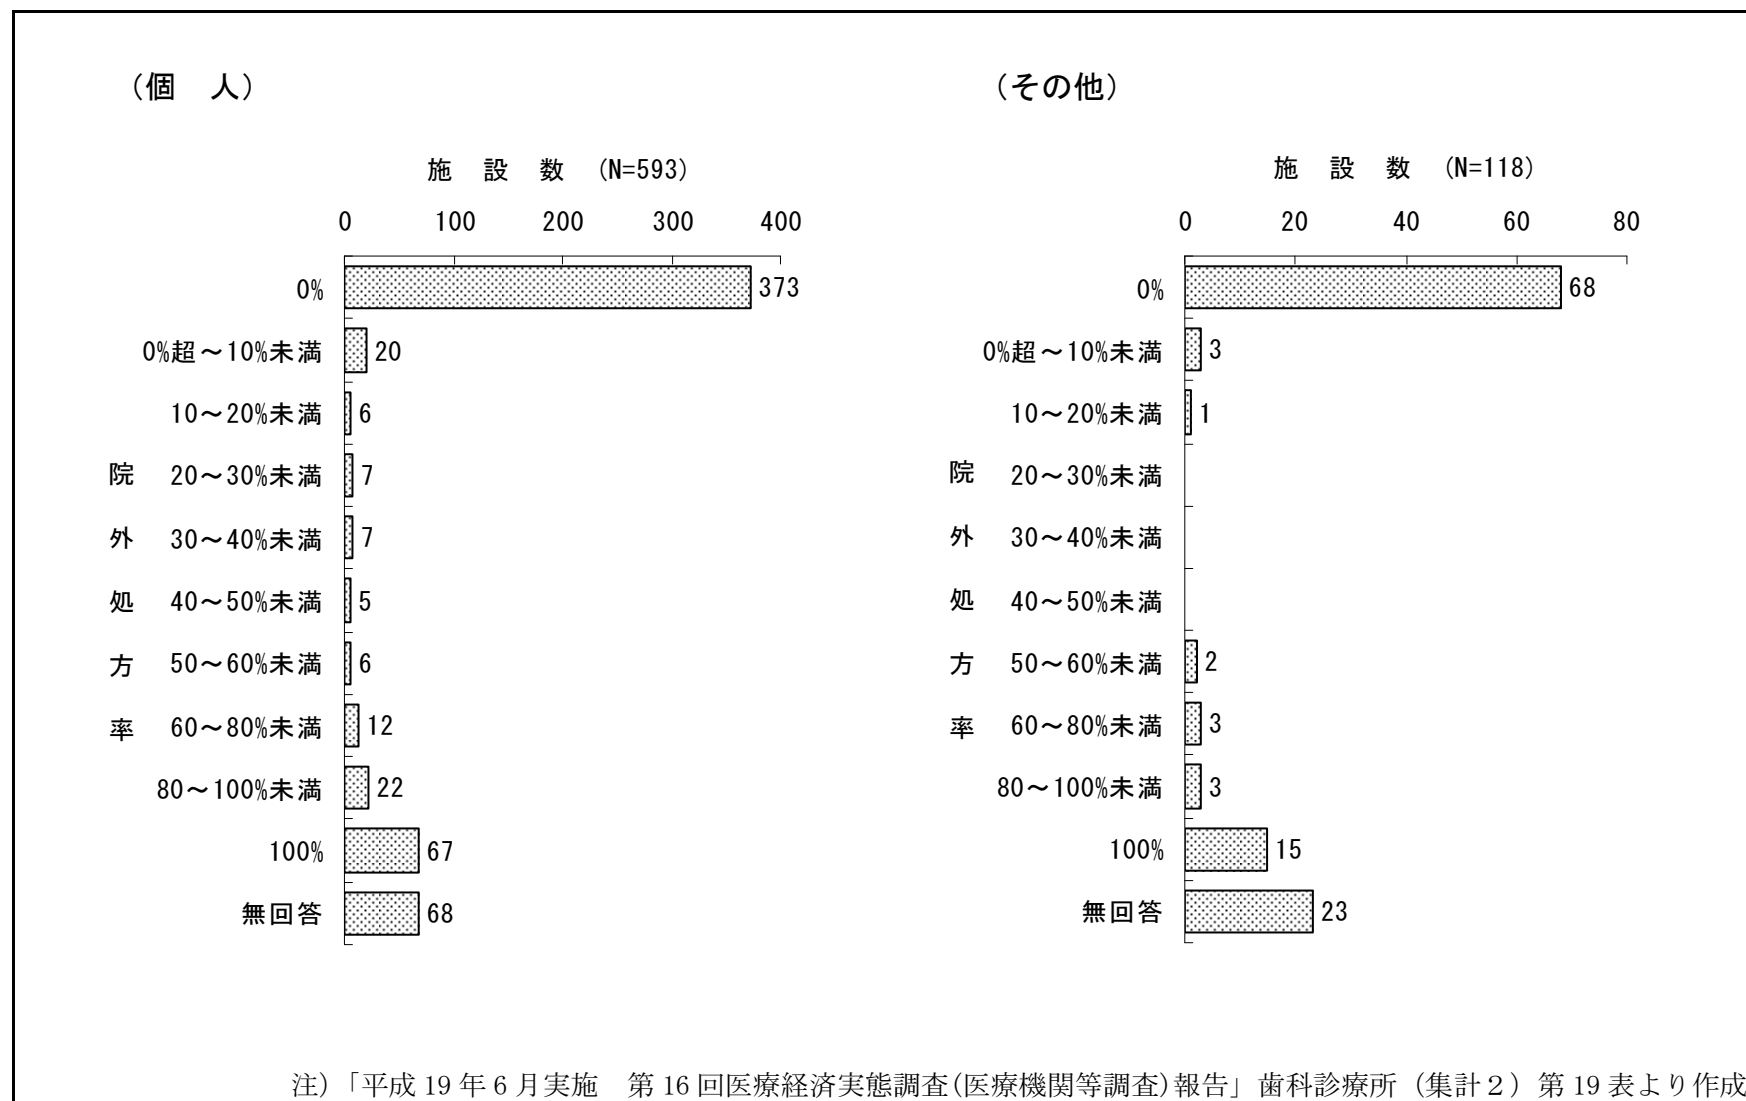 (個　人)
施　設　数　(N=593)
0 100 200 300 400
0% 373
0%超～10%未満 20
10～20%未満 6
20～30%未満 7
30～40%未満 7
40～50%未満 5
50～60%未満 6
60～80%未満 12
80～100%未満 22
100% 67
無回答 68
院外処方率
(その他)
施　設　数　(N=118)
0 20 40 60 80
0% 68
0%超～10%未満 3
10～20%未満 1
20～30%未満
30～40%未満
40～50%未満
50～60%未満 2
60～80%未満 3
80～100%未満 3
100% 15
無回答 23
院外処方率
注）「平成 19 年 6 月実施　第 16 回医療経済実態調査(医療機関等調査)報告」歯科診療所（集計２）第 19 表より作成